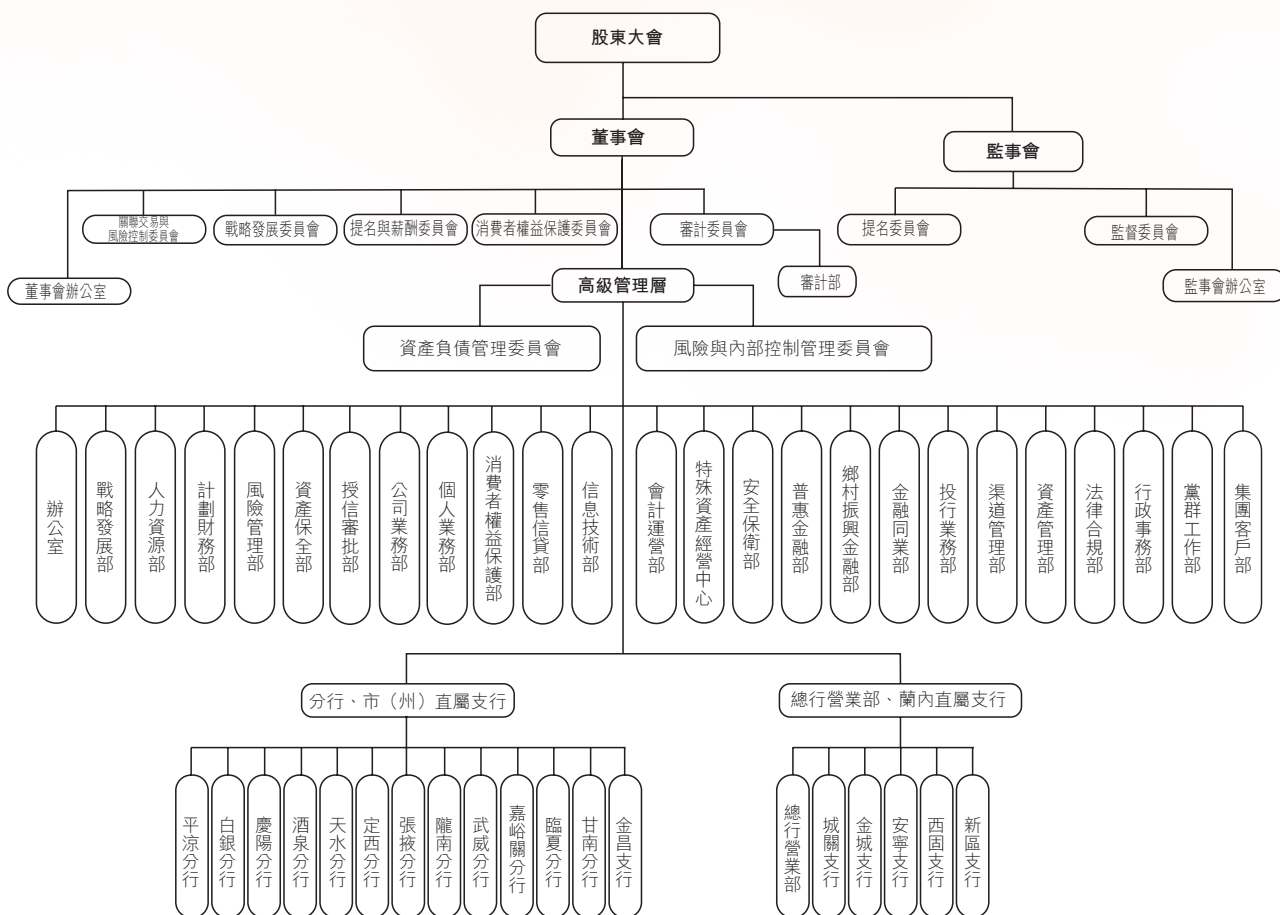 股東大會
董事會
監事會
關聯交易與
風險控制委員會
戰略發展委員會
提名與薪酬委員會
消費者權益保護委員會
審計委員會
提名委員會
監督委員會
董事會辦公室
高級管理層
審計部
監事會辦公室
資產負債管理委員會
風險與內部控制管理委員會
辦公室
戰略發展部
人力資源部
計劃財務部
風險管理部
資產保全部
授信審批部
公司業務部
個人業務部
消費者權益保護部
零售信貸部
信息技術部
會計運營部
特殊資產經營中心
安全保衛部
普惠金融部
鄉村振興金融部
金融同業部
投行業務部
渠道管理部
資產管理部
法律合規部
行政事務部
黨群工作部
集團客戶部
分行、市（州）直屬支行
總行營業部、蘭內直屬支行
平涼分行
白銀分行
慶陽分行
酒泉分行
天水分行
定西分行
張掖分行
隴南分行
武威分行
嘉峪關分行
臨夏分行
甘南分行
金昌支行
總行營業部
城關支行
金城支行
安寧支行
西固支行
新區支行